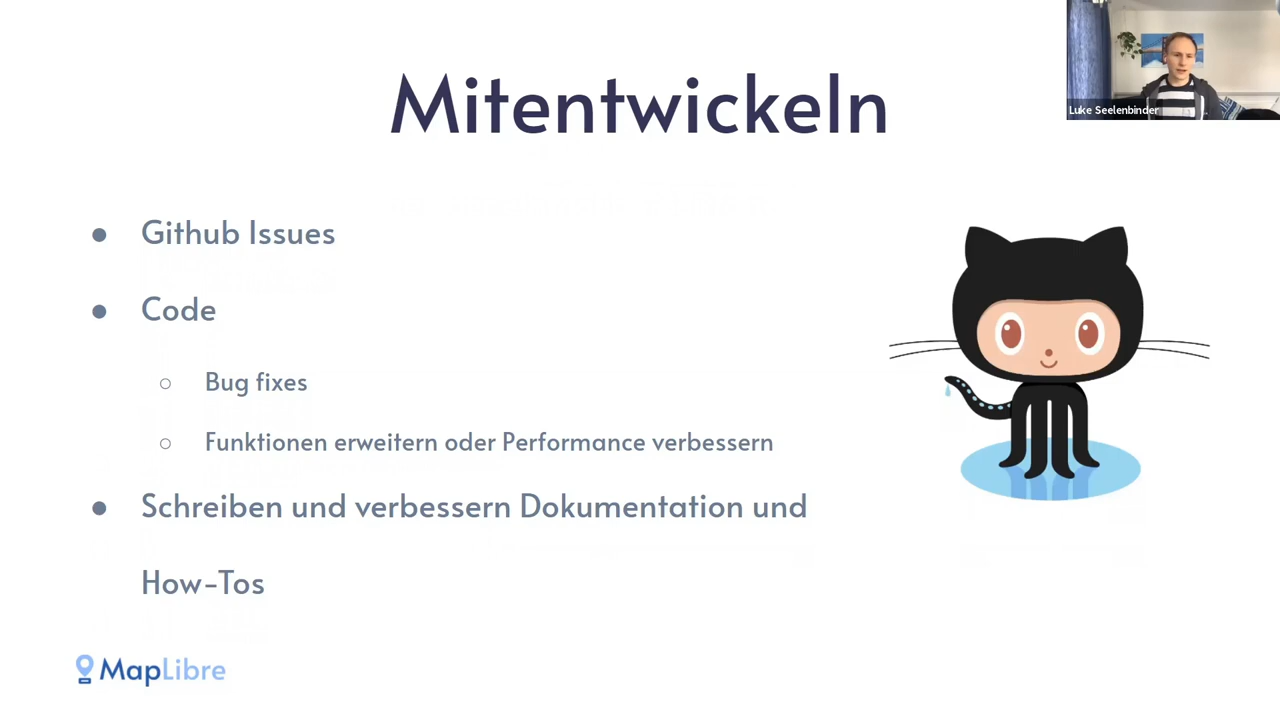 Mitentwickeln
Luke Seelenbinder
Github Issues
Code
Bug fixes
Funktionen erweitern oder Performance verbessern
Schreiben und verbessern Dokumentation und
How-Tos
MapLibre